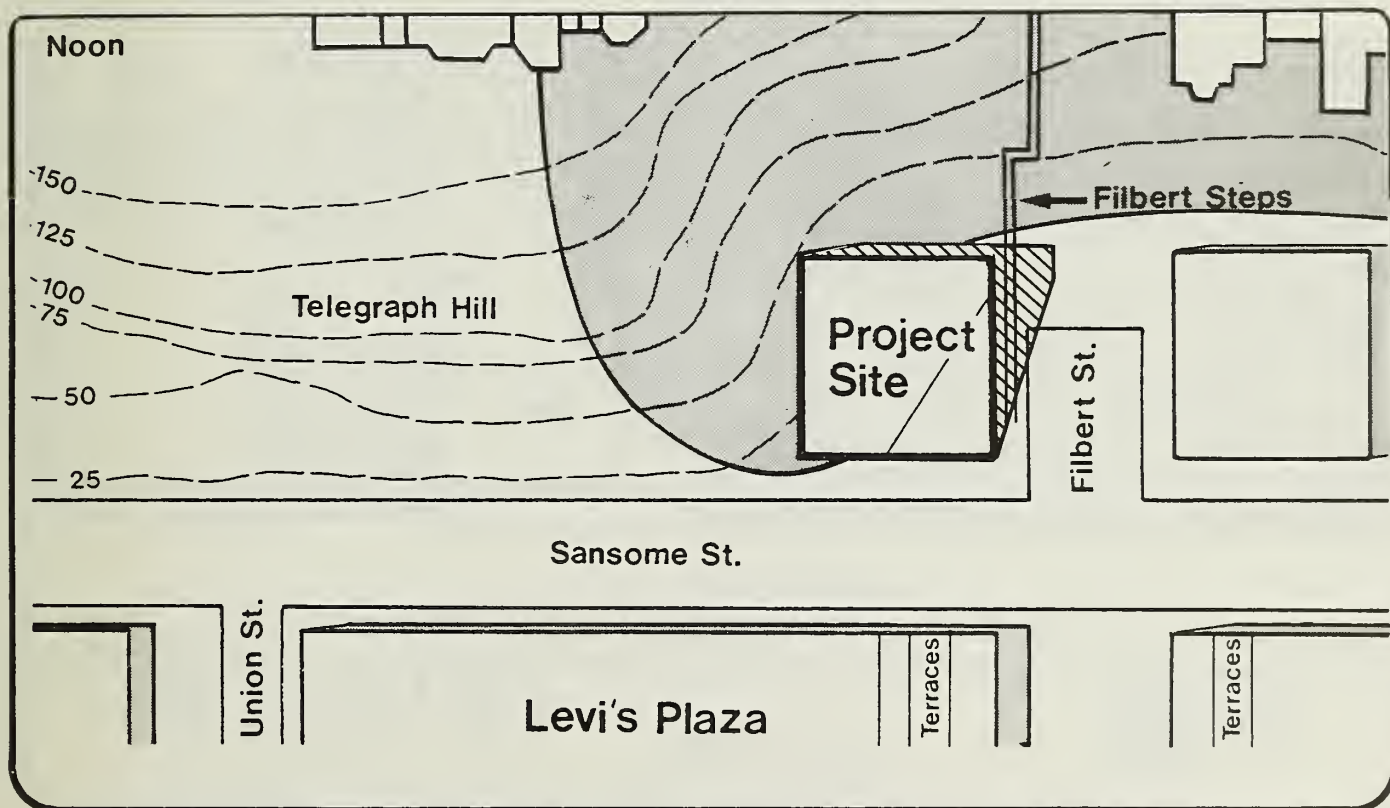 Noon
150
125
100
75
50
25
Telegraph Hill
Filbert Steps
Project
Site
Filbert St.
Sansome St.
Union St.
Levi's Plaza
Terraces
Terraces